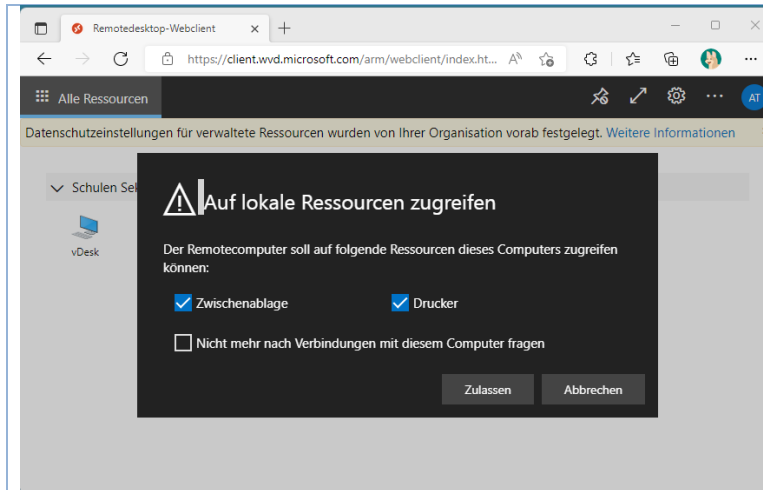 Remotedesktop-Webclient
https://client.wvd.microsoft.com/arm/webclient/index.ht...
Alle Ressourcen
AT
Datenschutzeinstellungen für verwaltete Ressourcen wurden von Ihrer Organisation vorab festgelegt. Weitere Informationen
Schulen Sek
vDesk
Auf lokale Ressourcen zugreifen
Der Remotecomputer soll auf folgende Ressourcen dieses Computers zugreifen
können:
Zwischenablage Drucker
Nicht mehr nach Verbindungen mit diesem Computer fragen
Zulassen Abbrechen